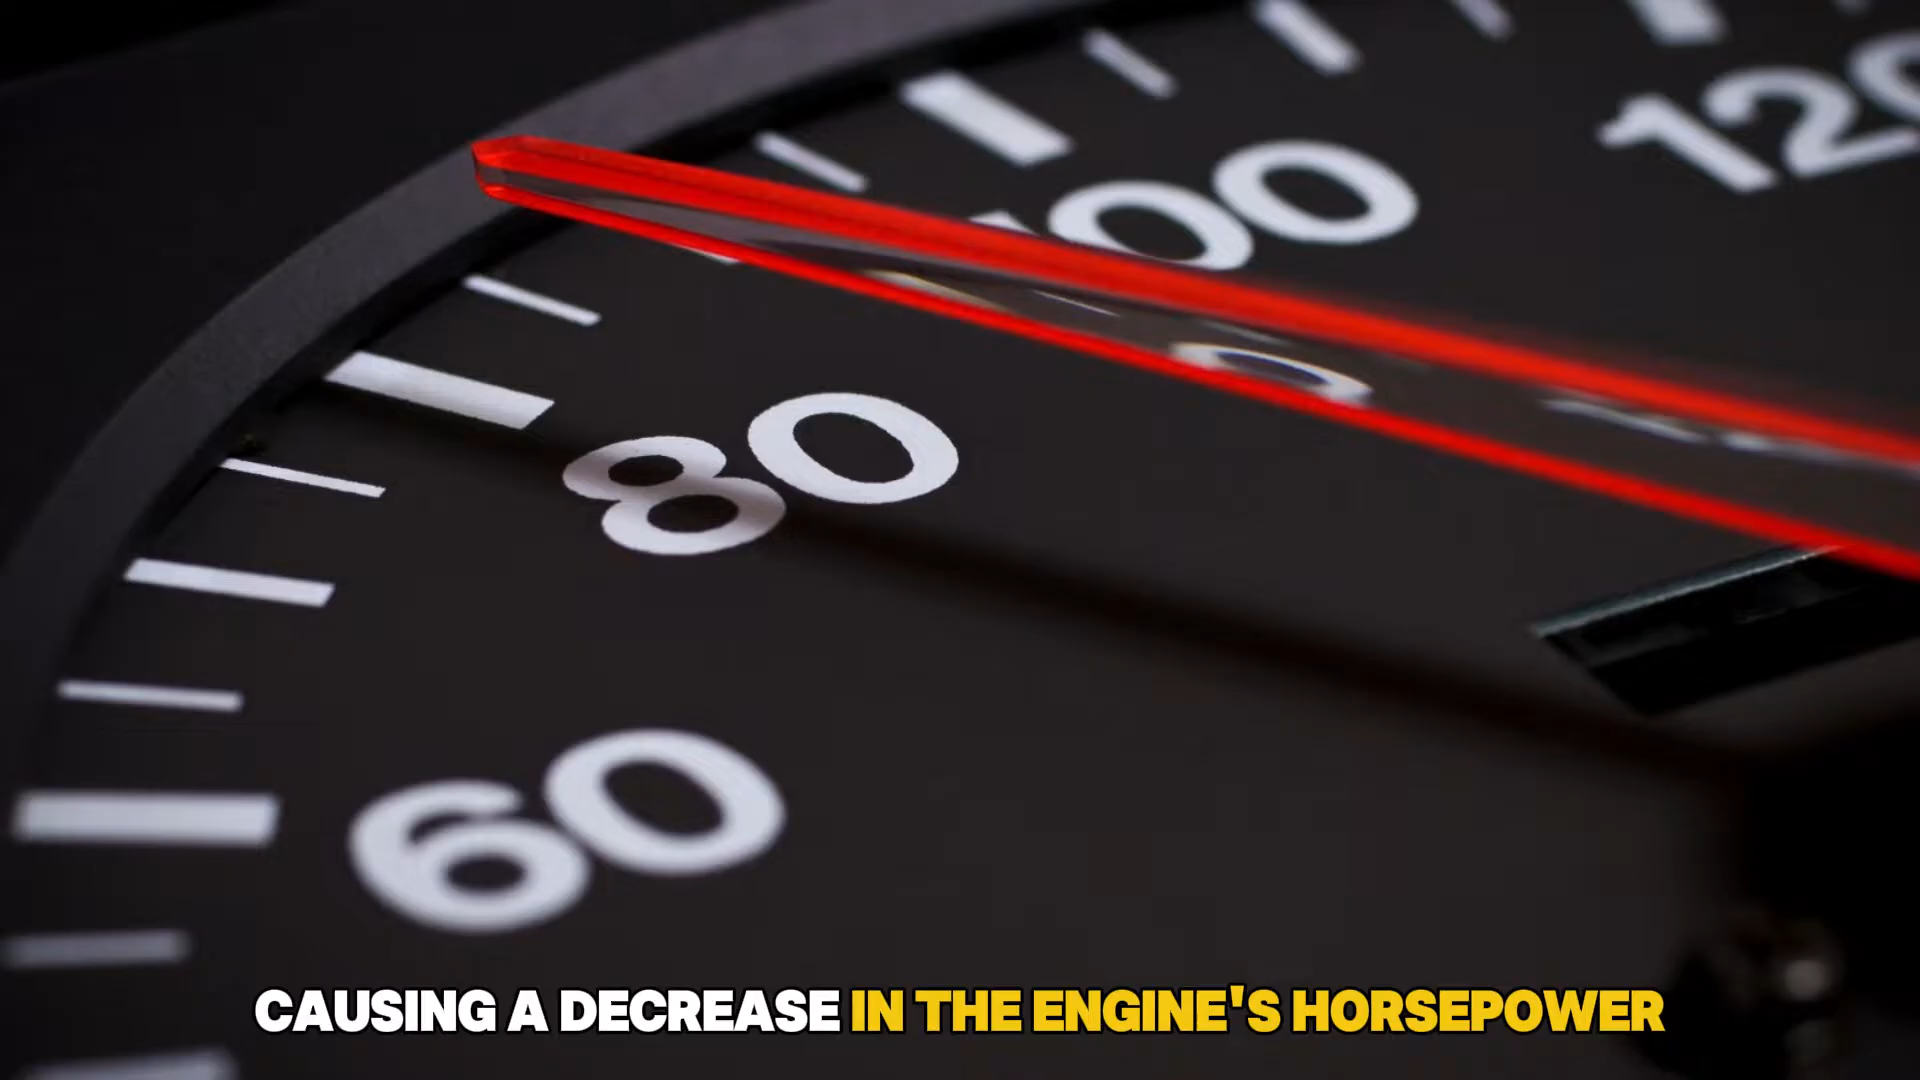 120
100
80
60
CAUSING A DECREASE IN THE ENGINE'S HORSEPOWER